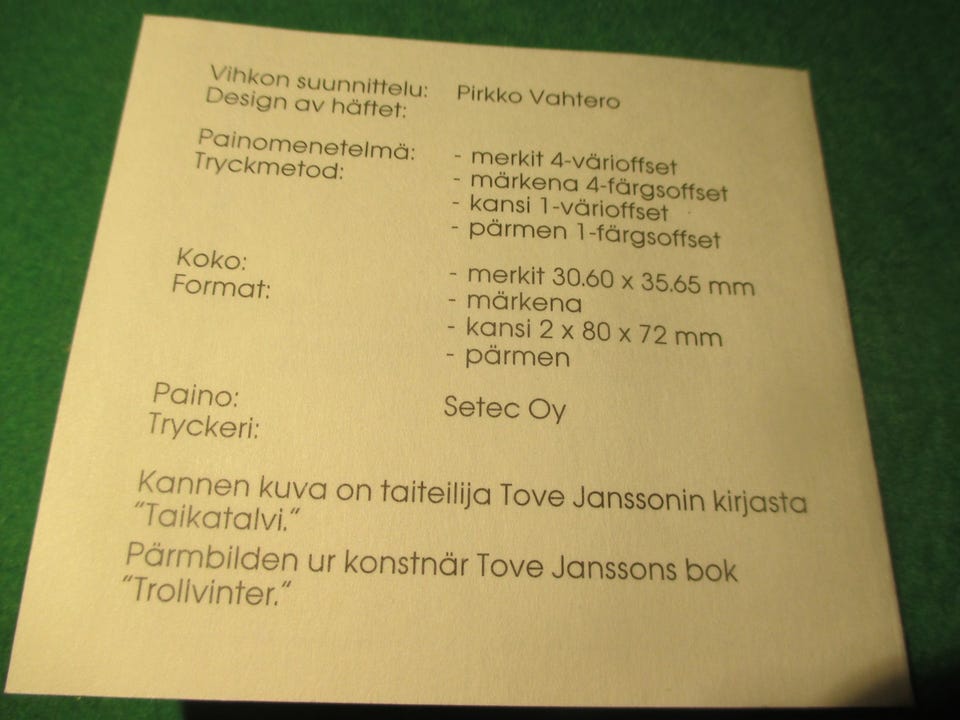 Vihkon suunnittelu: Pirkko Vahtero
Design av häftet:
Painomenetelmä: - merkit 4-värioffset
Tryckmetod: - märkena 4-färgsoffset
- kansi 1-värioffset
- pärmen 1-färgsoffset
Koko: - merkit 30.60 x 35.65 mm
Format: - märkena
- kansi 2 x 80 x 72 mm
- pärmen
Paino: Setec Oy
Tryckeri:
Kannen kuva on taiteilija Tove Janssonin kirjasta
“Taikatalvi.“
Pärmbilden ur konstnär Tove Janssons bok
“Trollvinter.“